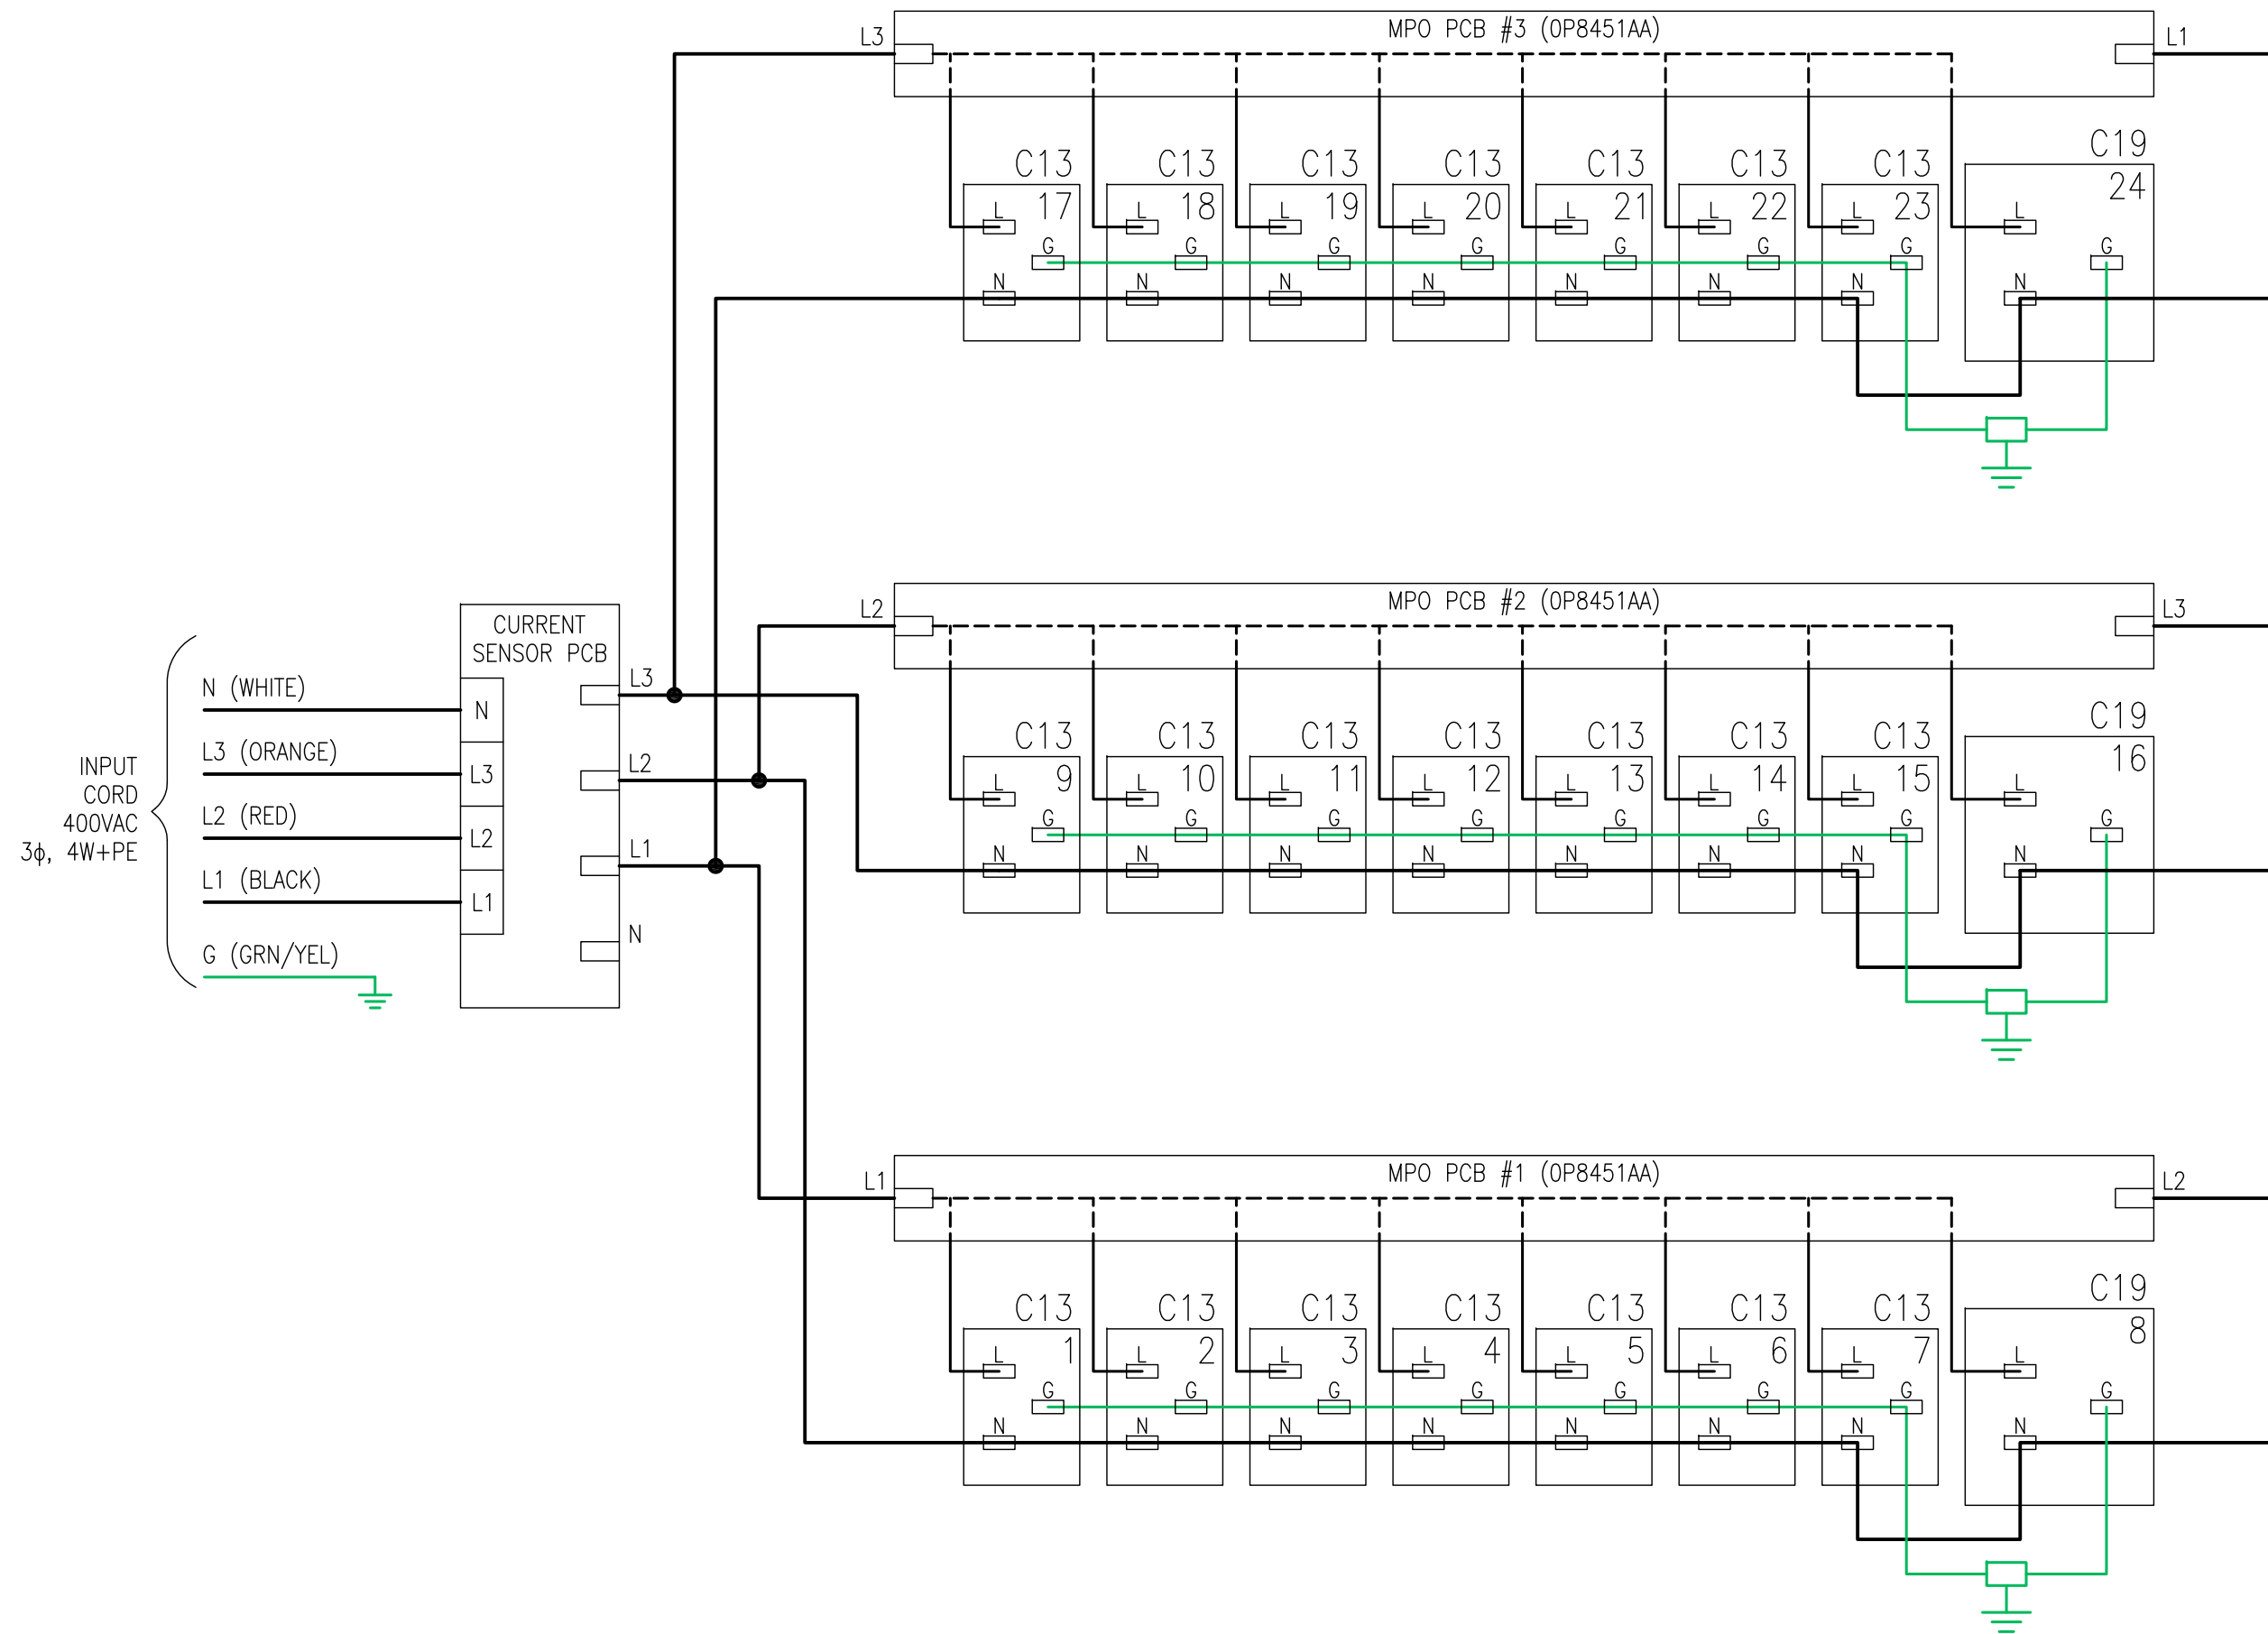 MPO PCB #3 (0P8451AA)
L3
L1
C13 C13 C13 C13 C13 C13 C13 C19
17 18 19 20 21 22 23 24
L L L L L L L L
G G G G G G G G
N N N N N N N N
MPO PCB #2 (0P8451AA)
L2
L3
C13 C13 C13 C13 C13 C13 C13 C19
9 10 11 12 13 14 15 16
L L L L L L L L
G G G G G G G G
N N N N N N N N
INPUT
CORD
400VAC
3ϕ, 4W+PE
N (WHITE)
L3 (ORANGE)
L2 (RED)
L1 (BLACK)
G (GRN/YEL)
CURRENT
SENSOR PCB
N
L3
L2
L1
L3
L2
L1
N
MPO PCB #1 (0P8451AA)
L1
L2
C13 C13 C13 C13 C13 C13 C13 C19
1 2 3 4 5 6 7 8
L L L L L L L L
G G G G G G G G
N N N N N N N N